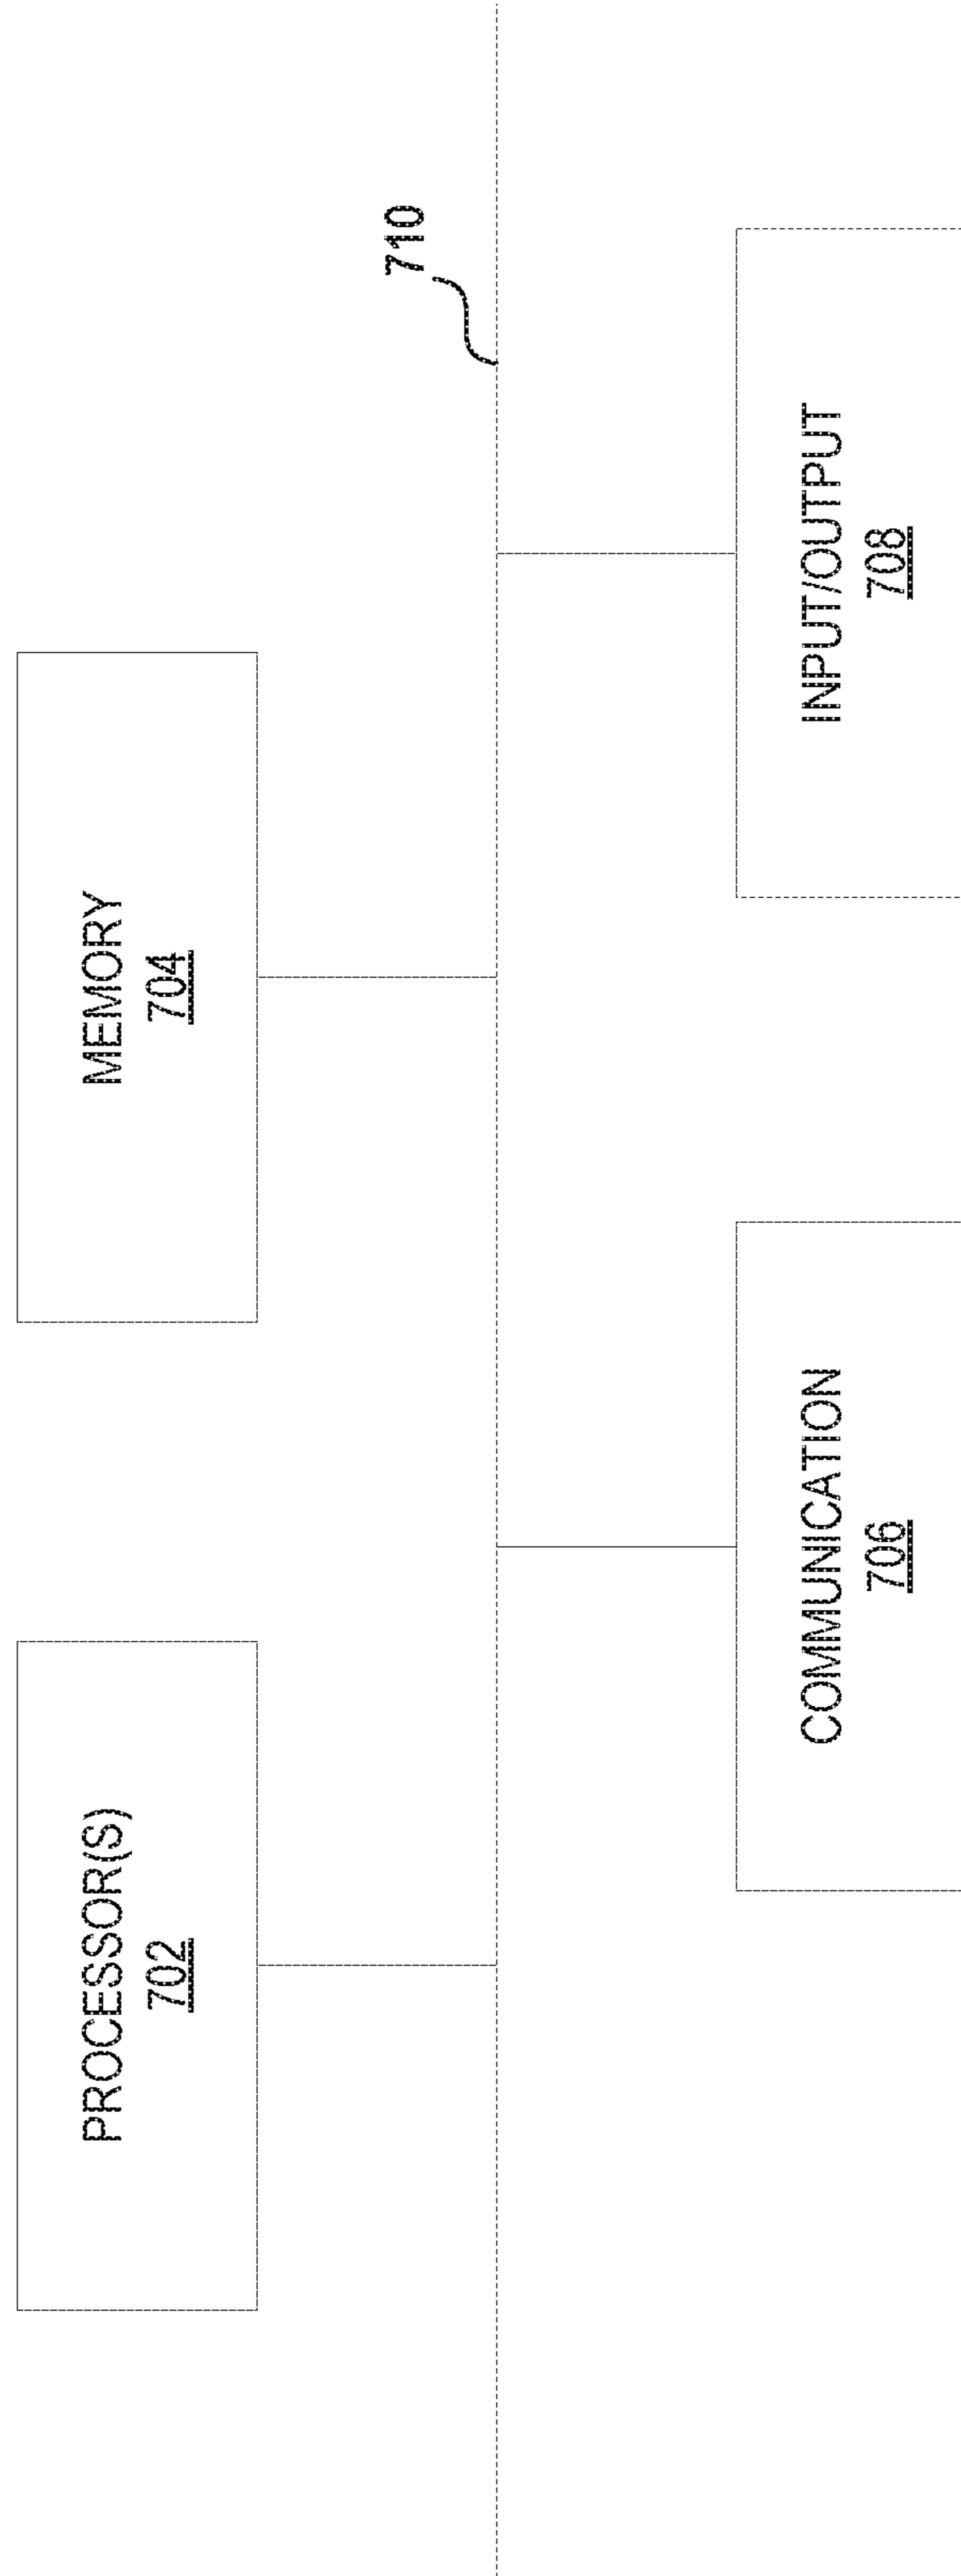 PROCESSOR(S)
702
MEMORY
704
710
COMMUNICATION
706
INPUT/OUTPUT
708